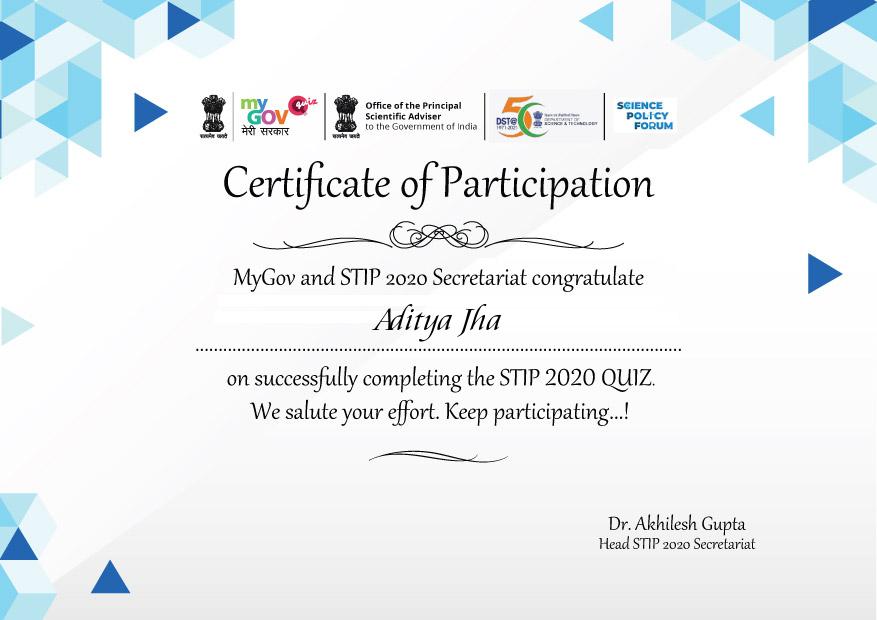 सत्यमेव जयते
my
GOV
quiz
मेरी सरकार
सत्यमेव जयते
Office of the Principal
Scientific Adviser
to the Government of India
50
DST@
1971-2021
DEPARTMENT OF
SCIENCE & TECHNOLOGY
SCIENCE
POLICY
FORUM
Certificate of Participation
MyGov and STIP 2020 Secretariat congratulate
Aditya Jha
on successfully completing the STIP 2020 QUIZ.
We salute your effort. Keep participating...!
Dr. Akhilesh Gupta
Head STIP 2020 Secretariat